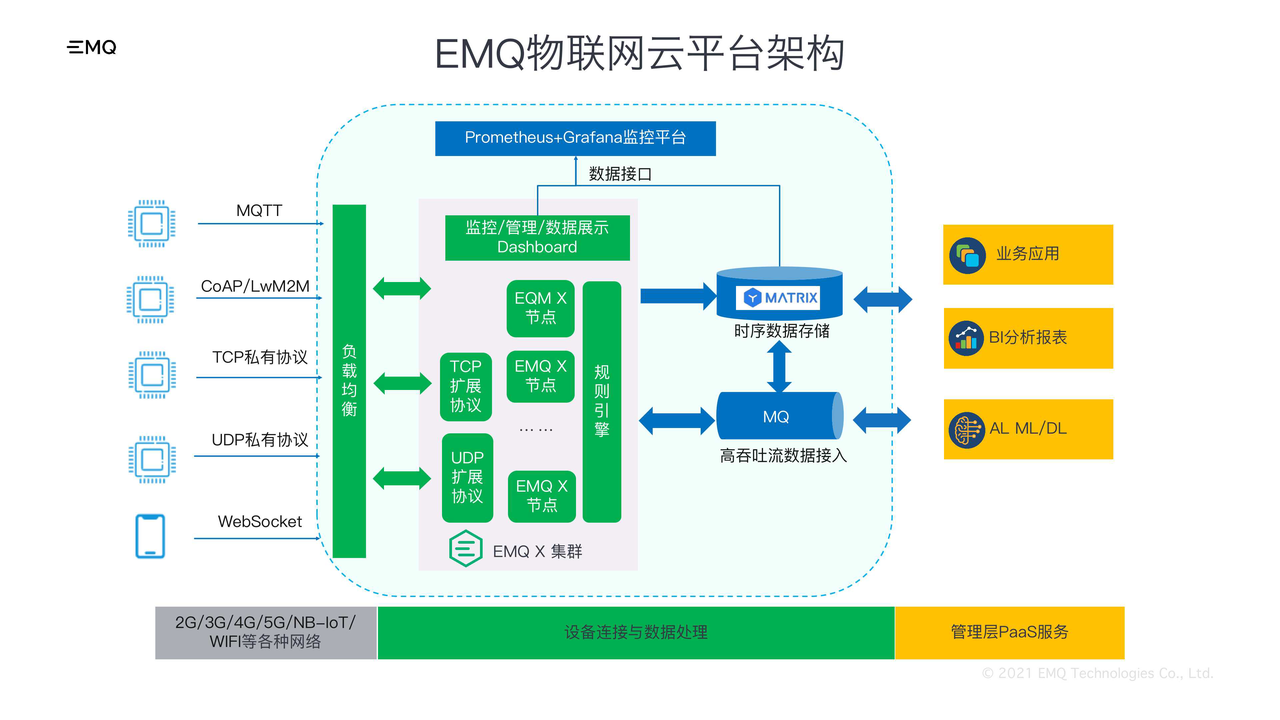 EMQ
EMQ物联网云平台架构
Prometheus+Grafana监控平台
数据接口
MQTT
CoAP/LwM2M
TCP私有协议
UDP私有协议
WebSocket
负
载
均
衡
监控/管理/数据展示
Dashboard
EQM X
节点
TCP
扩展
协议
EMQ X
节点
... ...
UDP
扩展
协议
EMQ X
节点
规
则
引
擎
EMQ X 集群
MATRIX
时序数据存储
MQ
高吞吐流数据接入
业务应用
BI分析报表
AL ML/DL
2G/3G/4G/5G/NB-IoT/
WIFI等各种网络
设备连接与数据处理
管理层PaaS服务
© 2021 EMQ Technologies Co., Ltd.